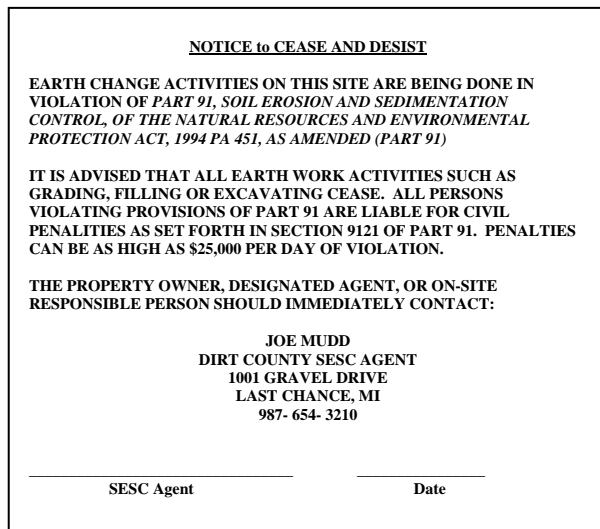 NOTICE to CEASE AND DESIST
EARTH CHANGE ACTIVITIES ON THIS SITE ARE BEING DONE IN
VIOLATION OF PART 91, SOIL EROSION AND SEDIMENTATION
CONTROL, OF THE NATURAL RESOURCES AND ENVIRONMENTAL
PROTECTION ACT, 1994 PA 451, AS AMENDED (PART 91)
IT IS ADVISED THAT ALL EARTH WORK ACTIVITIES SUCH AS
GRADING, FILLING OR EXCAVATING CEASE. ALL PERSONS
VIOLATING PROVISIONS OF PART 91 ARE LIABLE FOR CIVIL
PENALITIES AS SET FORTH IN SECTION 9121 OF PART 91. PENALTIES
CAN BE AS HIGH AS $25,000 PER DAY OF VIOLATION.
THE PROPERTY OWNER, DESIGNATED AGENT, OR ON-SITE
RESPONSIBLE PERSON SHOULD IMMEDIATELY CONTACT:
JOE MUDD
DIRT COUNTY SESC AGENT
1001 GRAVEL DRIVE
LAST CHANCE, MI
987- 654- 3210
SESC Agent Date